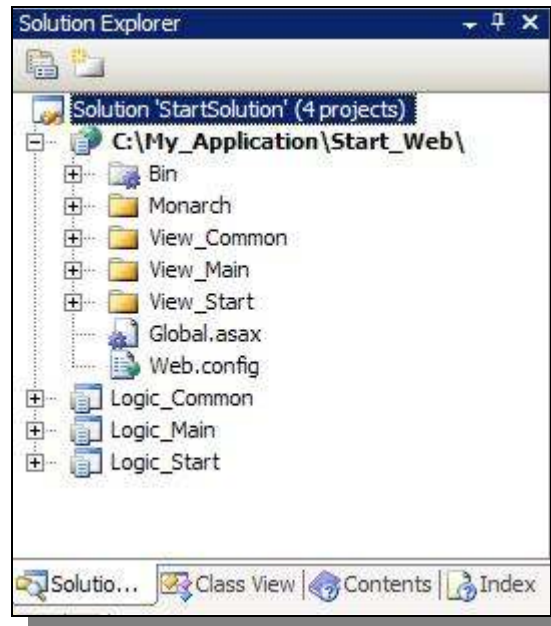 Solution Explorer
Solution 'StartSolution' (4 projects)
C:\My_Application\Start_Web\
Bin
Monarch
View_Common
View_Main
View_Start
Global.asax
Web.config
Logic_Common
Logic_Main
Logic_Start
Solutio... Class View Contents Index